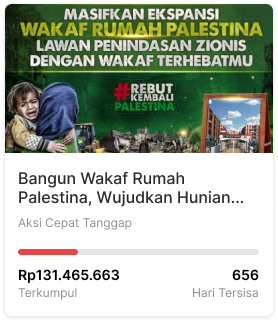 MASIFKAN EKSPANSI
WAKAF RUMAH PALESTINA
LAWAN PENINDASAN ZIONIS
DENGAN WAKAF TERHEBATMU
#REBUT
KEMBALI
PALESTINA
Bangun Wakaf Rumah
Palestina, Wujudkan Hunian...
Aksi Cepat Tanggap
Rp131.465.663
656
Terkumpul
Hari Tersisa